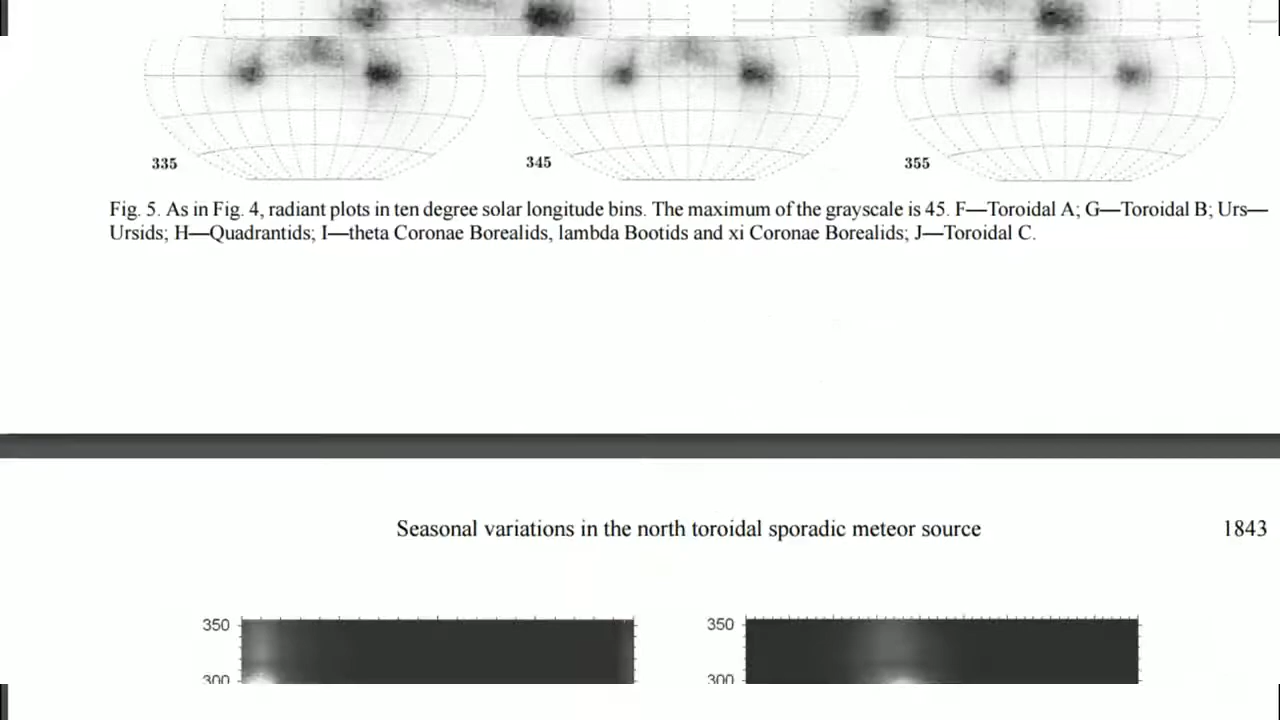 335
345
355
Fig. 5. As in Fig. 4, radiant plots in ten degree solar longitude bins. The maximum of the grayscale is 45. F—Toroidal A; G—Toroidal B; Urs—
Ursids; H—Quadrantids; I—theta Coronae Borealids, lambda Bootids and xi Coronae Borealids; J—Toroidal C.
Seasonal variations in the north toroidal sporadic meteor source 1843
350 350
300 300